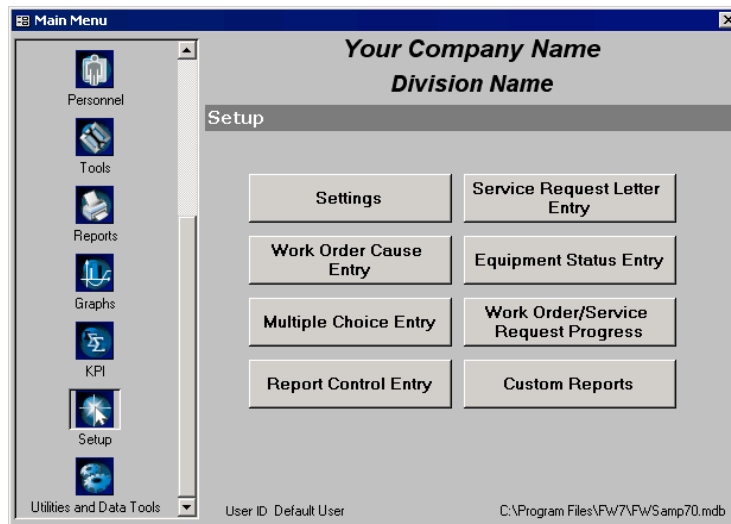 Main Menu
Your Company Name
Division Name
Personnel
Tools
Reports
Graphs
KPI
Setup
Utilities and Data Tools
Setup
Settings
Service Request Letter
Entry
Work Order Cause
Entry
Equipment Status Entry
Multiple Choice Entry
Work Order/Service
Request Progress
Report Control Entry
Custom Reports
User ID Default User
C:\Program Files\FW7\FWSamp70.mdb